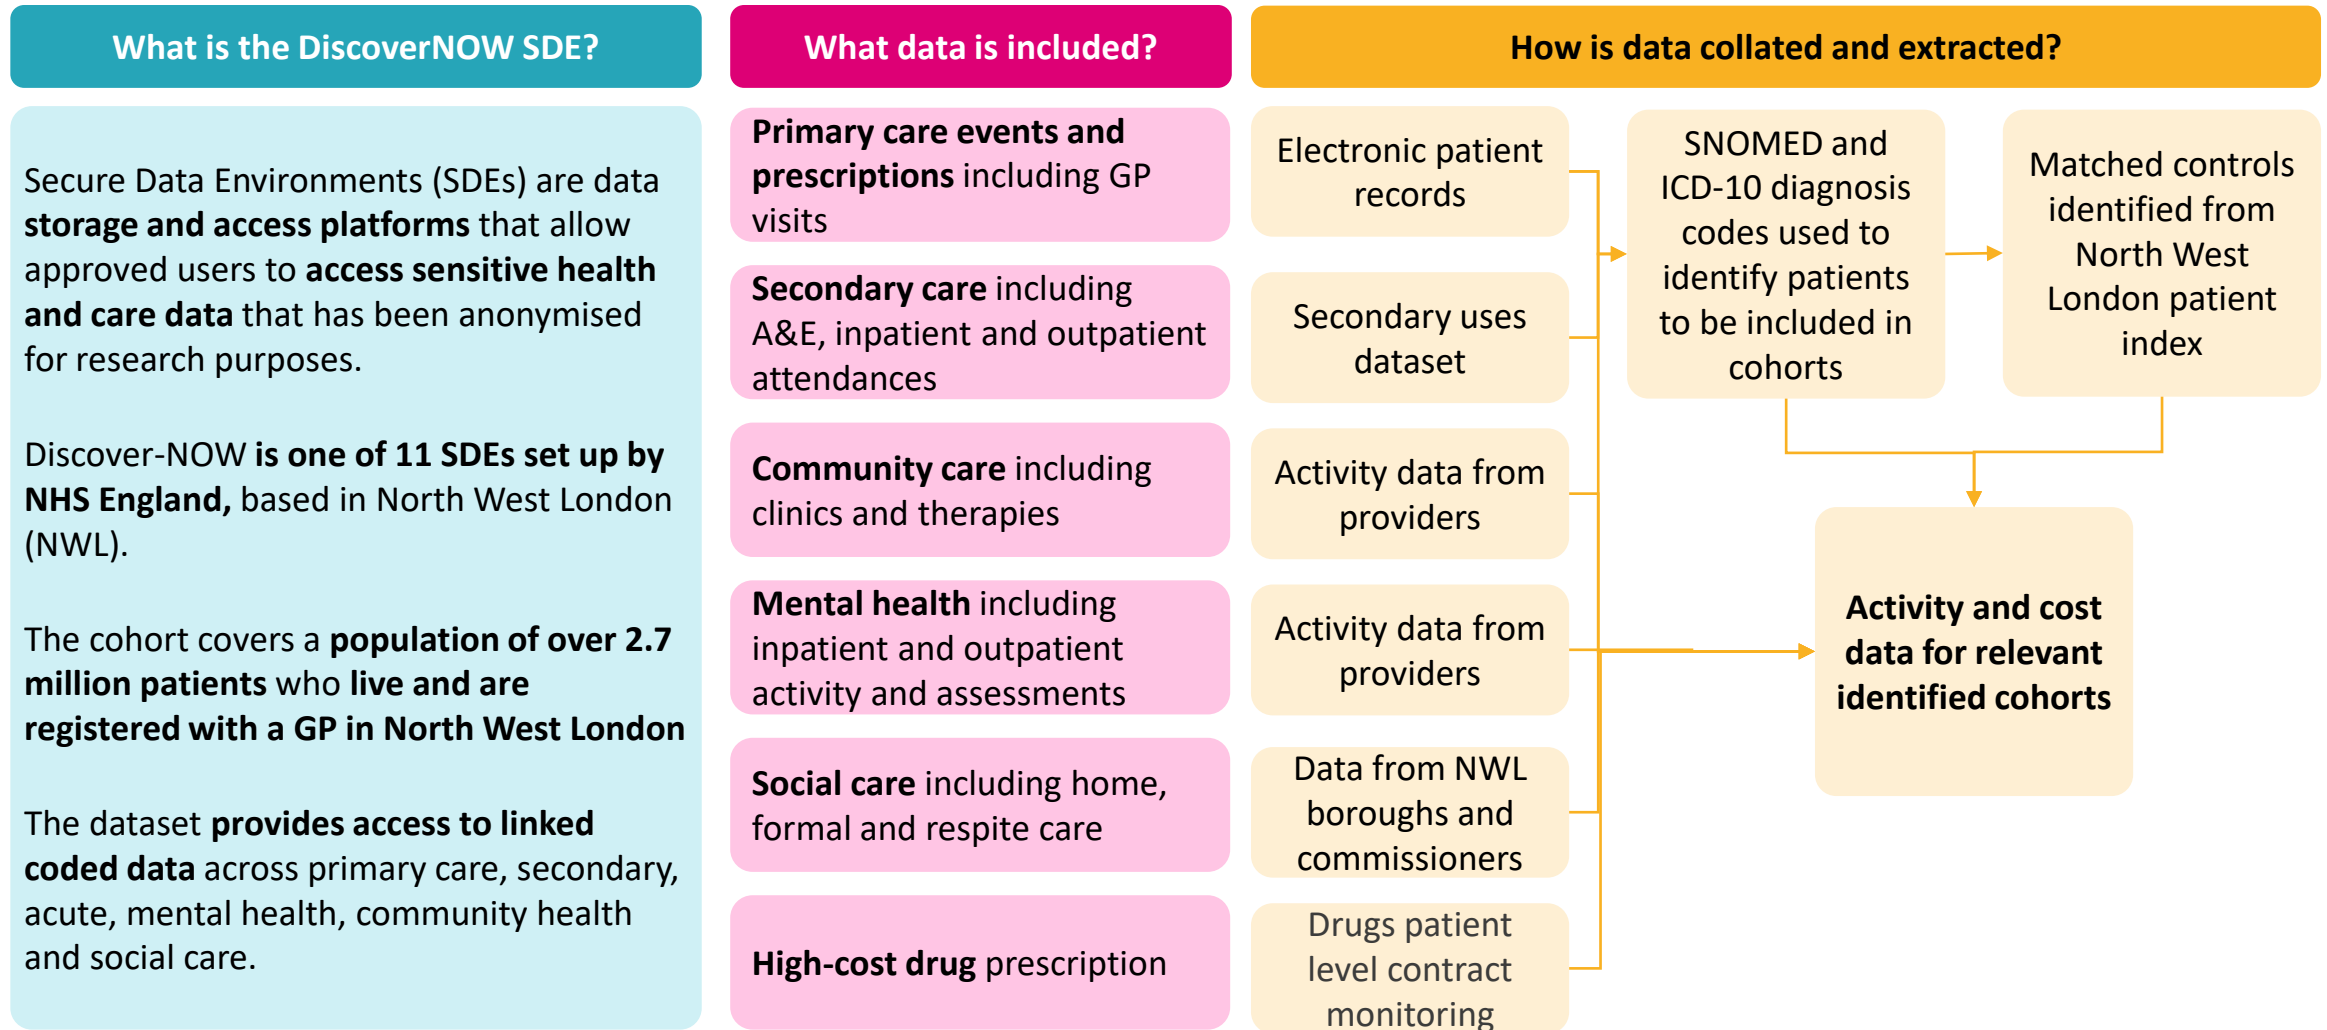 What is the DiscoverNOW SDE?
Secure Data Environments (SDEs) are data
storage and access platforms that allow
approved users to access sensitive health
and care data that has been anonymised
for research purposes.
Discover-NOW is one of 11 SDEs set up by
NHS England, based in North West London
(NWL).
The cohort covers a population of over 2.7
million patients who live and are
registered with a GP in North West London
The dataset provides access to linked
coded data across primary care, secondary,
acute, mental health, community health
and social care.
What data is included?
Primary care events and
prescriptions including GP
visits
Secondary care including
A&E, inpatient and outpatient
attendances
Community care including
clinics and therapies
Mental health including
inpatient and outpatient
activity and assessments
Social care including home,
formal and respite care
High-cost drug prescription
How is data collated and extracted?
Electronic patient
records
Secondary uses
dataset
Activity data from
providers
Activity data from
providers
Data from NWL
boroughs and
commissioners
Drugs patient
level contract
monitoring
SNOMED and
ICD-10 diagnosis
codes used to
identify patients
to be included in
cohorts
Matched controls
identified from
North West
London patient
index
Activity and cost
data for relevant
identified cohorts